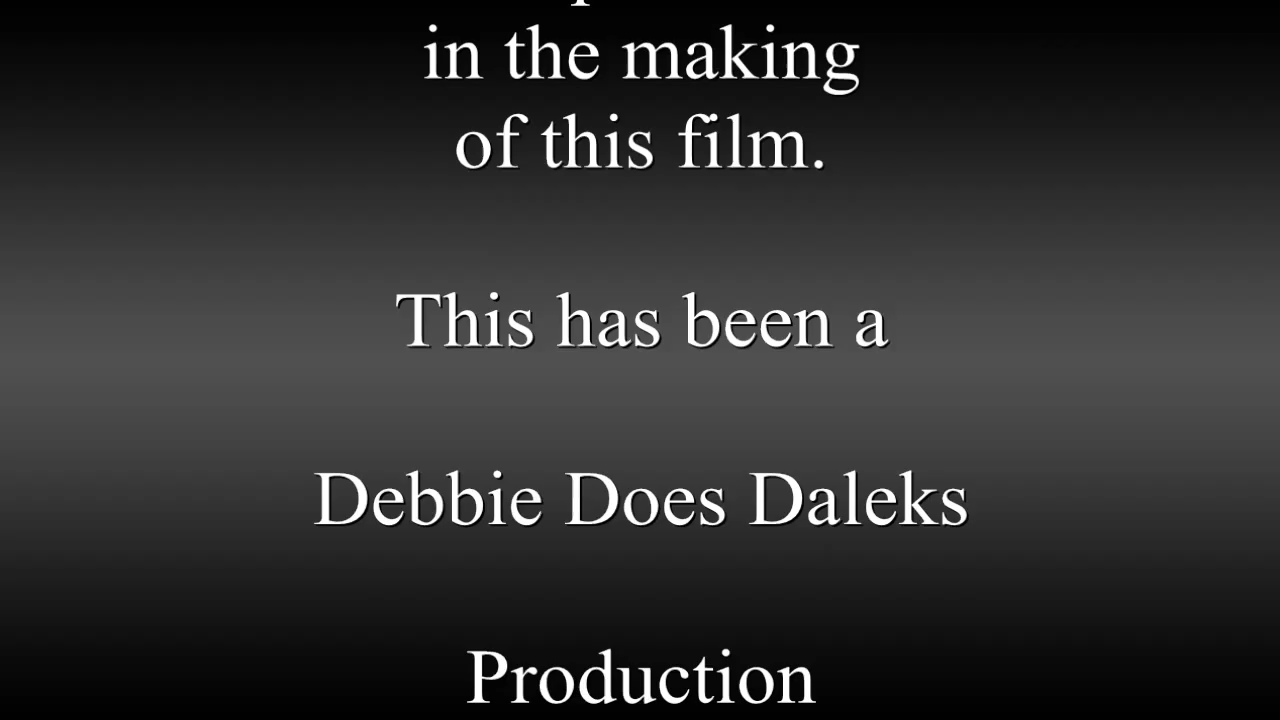 in the making
of this film.
This has been a
Debbie Does Daleks
Production